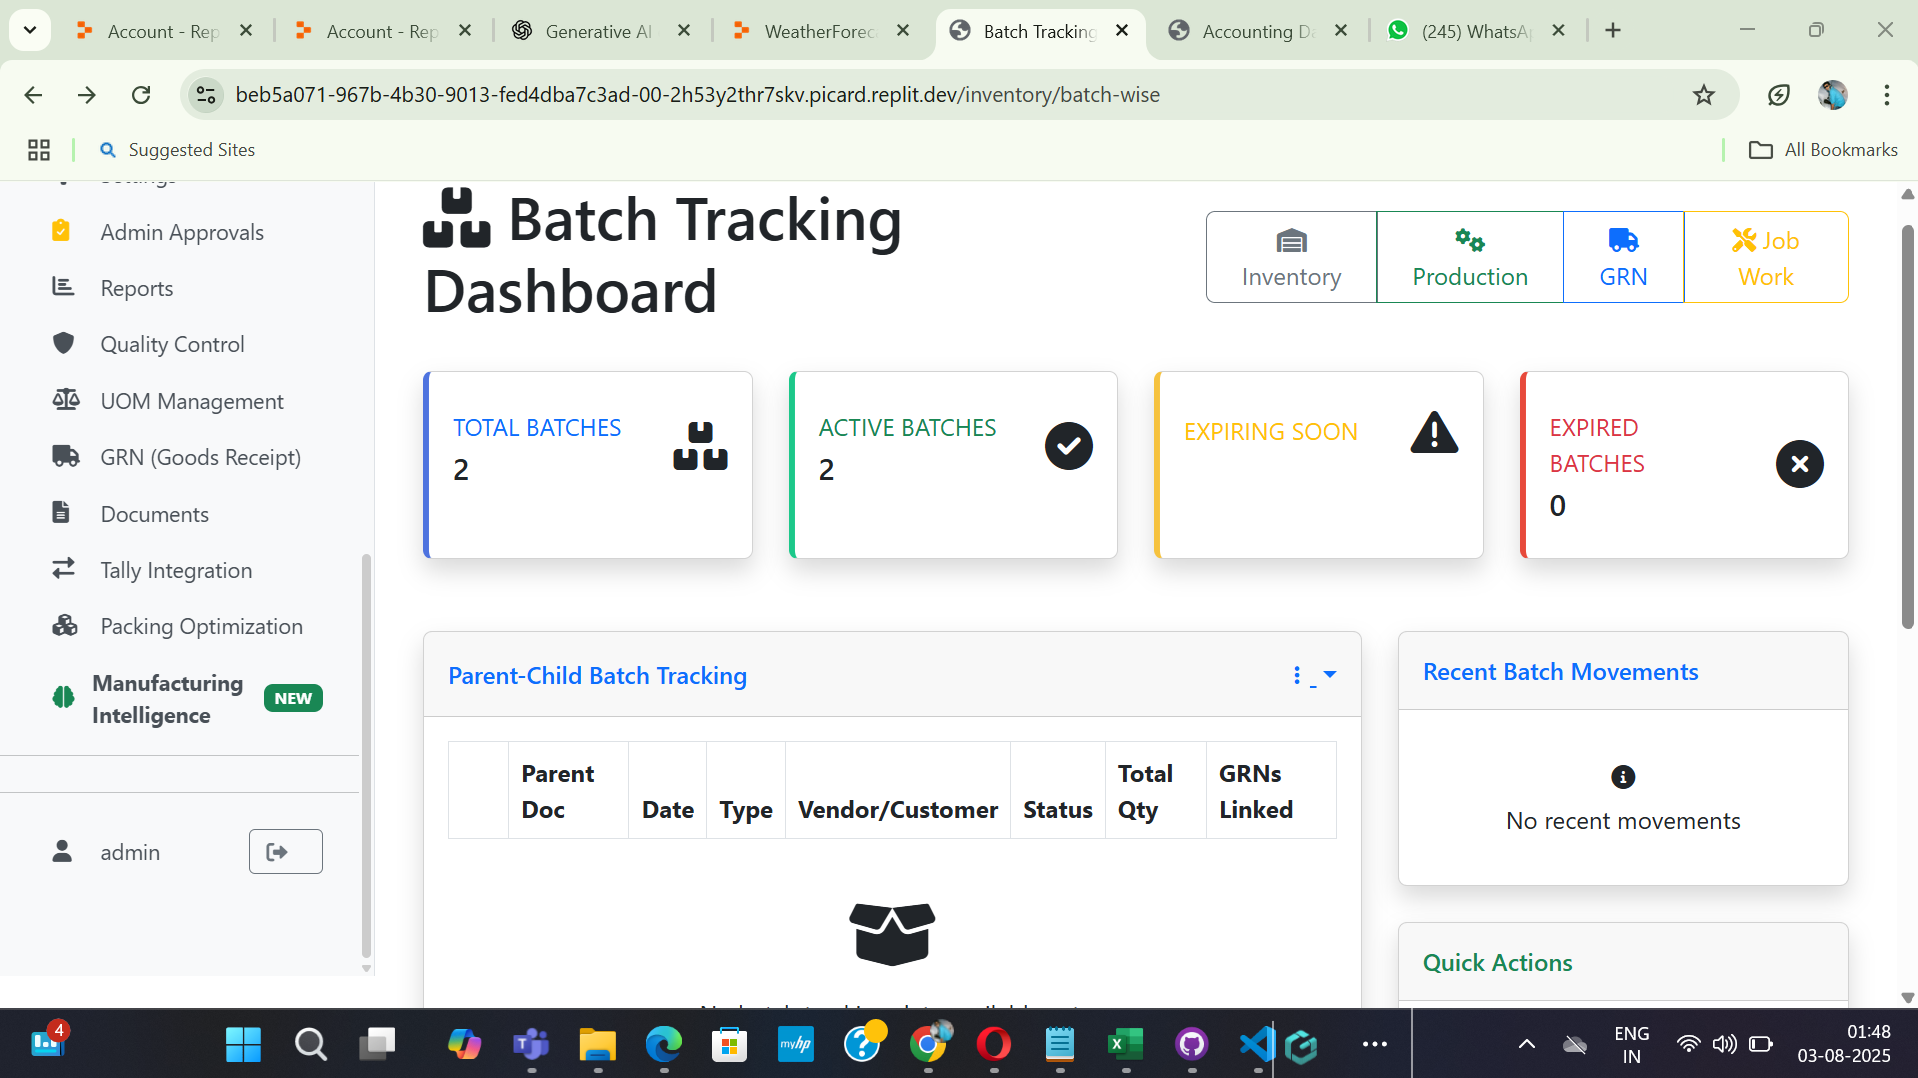 Account - Rep
Account - Rep
Generative AI
WeatherForec
Batch Tracking
Accounting Da
(245) WhatsAp
beb5a071-967b-4b30-9013-fed4dba7c3ad-00-2h53y2thr7skv.picard.replit.dev/inventory/batch-wise
Suggested Sites
All Bookmarks
Settings
Admin Approvals
Reports
Quality Control
UOM Management
GRN (Goods Receipt)
Documents
Tally Integration
Packing Optimization
Manufacturing
Intelligence
NEW
admin
Batch Tracking
Dashboard
Inventory
Production
GRN
Job
Work
TOTAL BATCHES
2
ACTIVE BATCHES
2
EXPIRING SOON
EXPIRED
BATCHES
0
Parent-Child Batch Tracking
Parent
Doc
Date
Type
Vendor/Customer
Status
Total
Qty
GRNs
Linked
Recent Batch Movements
No recent movements
Quick Actions
4
myhp
ENG
IN
01:48
03-08-2025